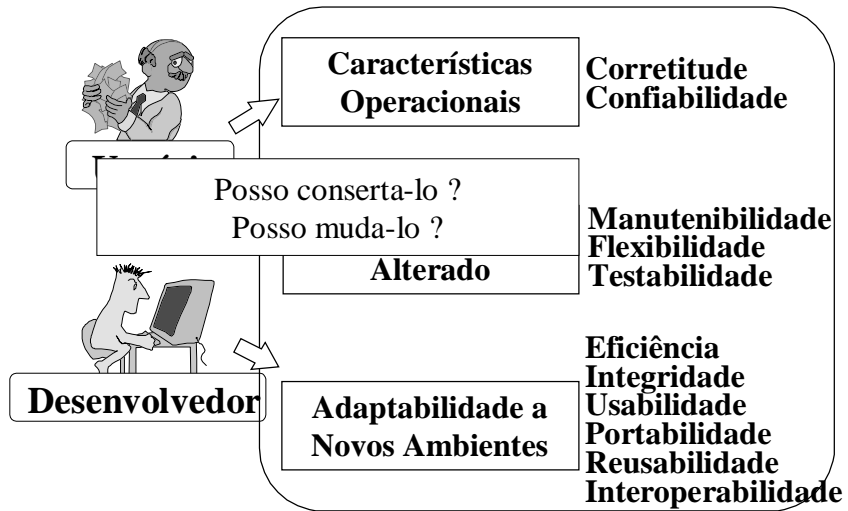 Características
Operacionais
Corretitude
Confiabilidade
Posso conserta-lo ?
Posso muda-lo ?
Alterado
Manutenibilidade
Flexibilidade
Testabilidade
Desenvolvedor
Adaptabilidade a
Novos Ambientes
Eficiência
Integridade
Usabilidade
Portabilidade
Reusabilidade
Interoperabilidade